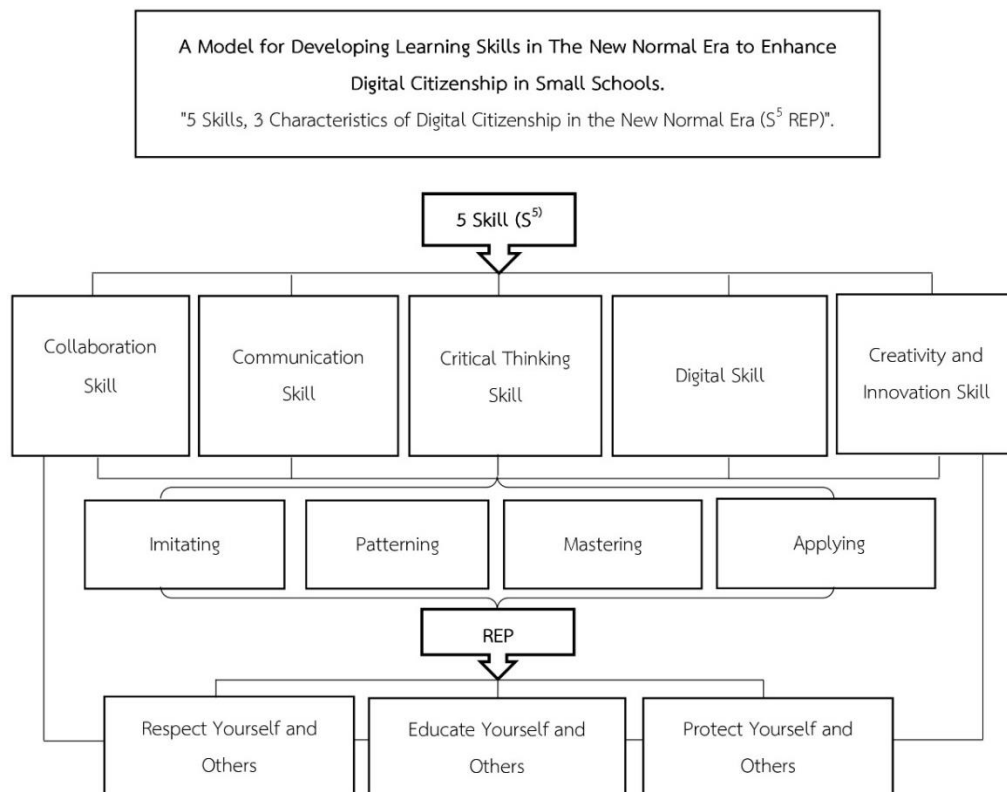 A Model for Developing Learning Skills in The New Normal Era to Enhance
Digital Citizenship in Small Schools.
"5 Skills, 3 Characteristics of Digital Citizenship in the New Normal Era (S⁵ REP)".
5 Skill (S⁵⁾
Collaboration
Skill
Communication
Skill
Critical Thinking
Skill
Digital Skill
Creativity and
Innovation Skill
Imitating
Patterning
Mastering
Applying
REP
Respect Yourself and
Others
Educate Yourself and
Others
Protect Yourself and
Others